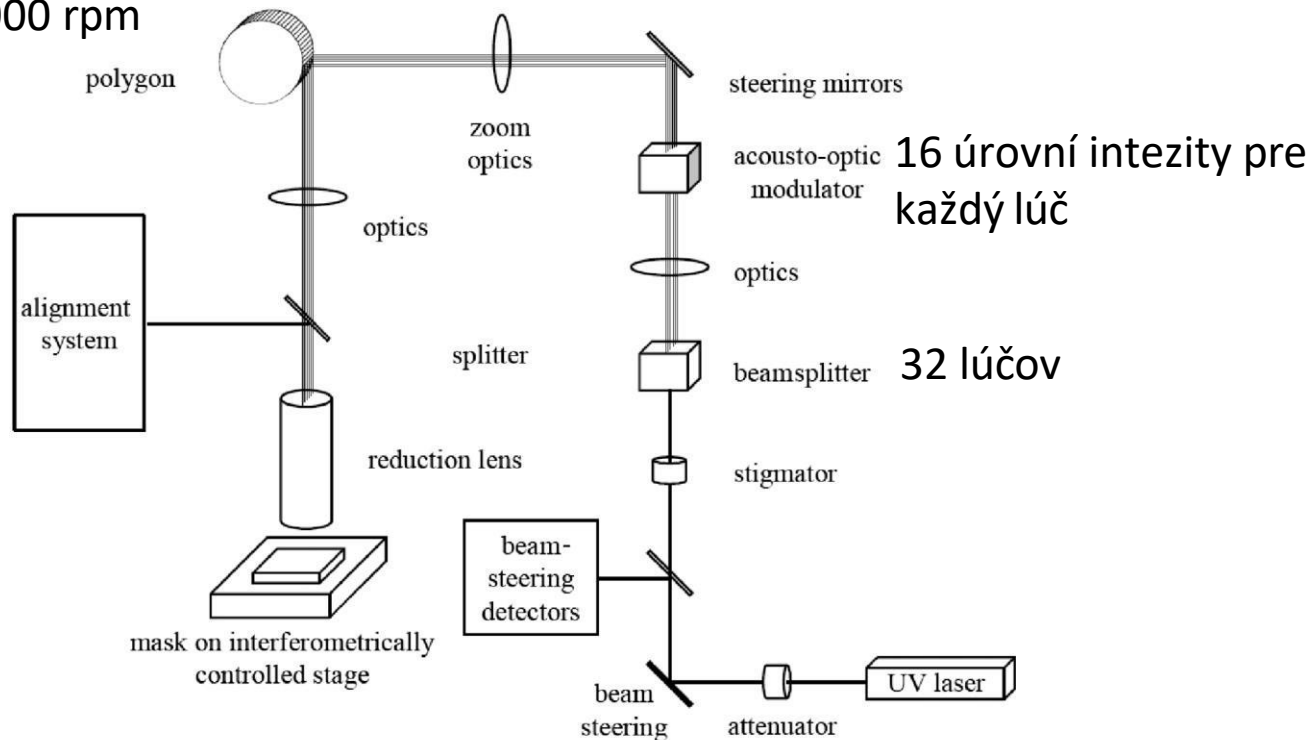 000 rpm
polygon
zoom
optics
steering mirrors
acousto-optic
modulator
16 úrovní intezity pre
každý lúč
optics
optics
alignment
system
splitter
beamsplitter
32 lúčov
reduction lens
stigmator
beam-
steering
detectors
mask on interferometrically
controlled stage
UV laser
beam
steering
attenuator